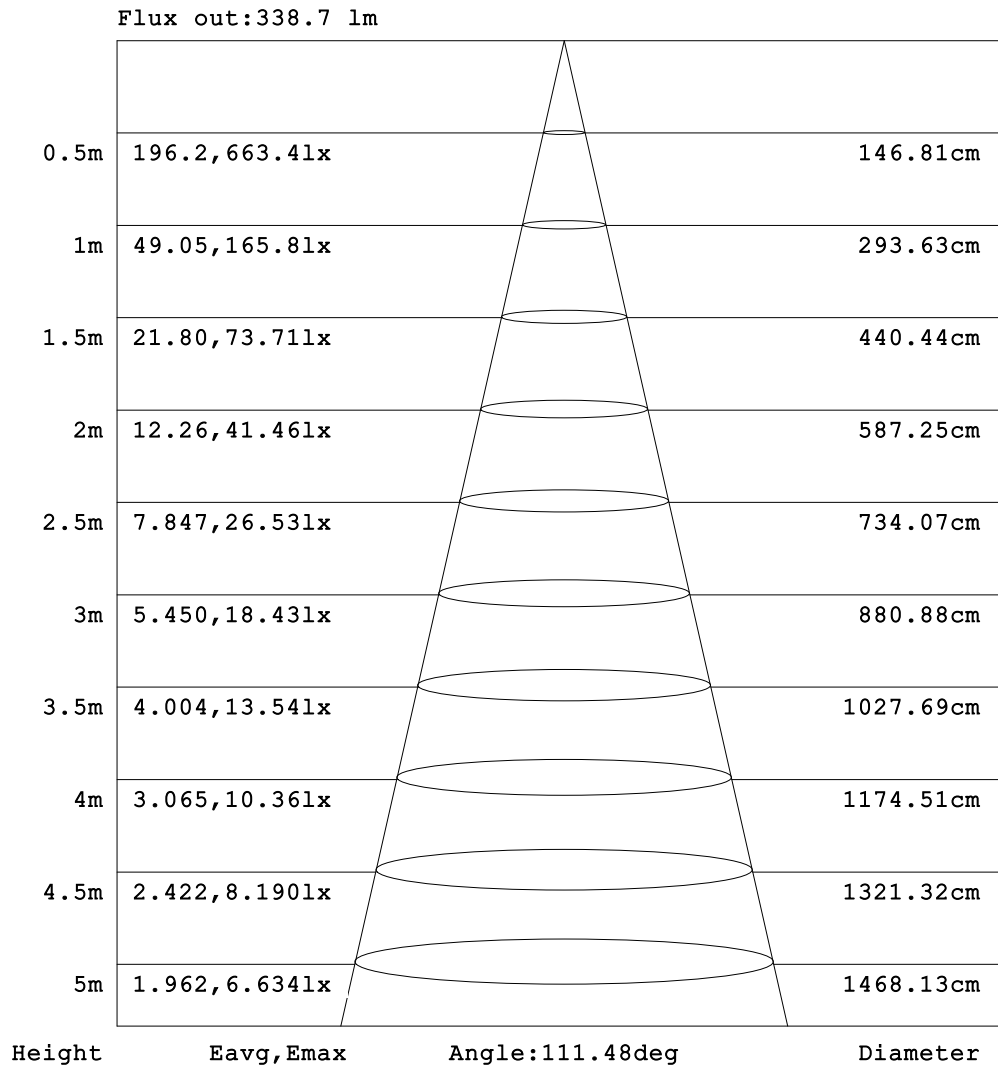 Flux out:338.7 lm
0.5m 196.2,663.4lx 146.81cm
1m 49.05,165.8lx 293.63cm
1.5m 21.80,73.71lx 440.44cm
2m 12.26,41.46lx 587.25cm
2.5m 7.847,26.53lx 734.07cm
3m 5.450,18.43lx 880.88cm
3.5m 4.004,13.54lx 1027.69cm
4m 3.065,10.36lx 1174.51cm
4.5m 2.422,8.190lx 1321.32cm
5m 1.962,6.634lx 1468.13cm
Height Eavg,Emax Angle:111.48deg Diameter